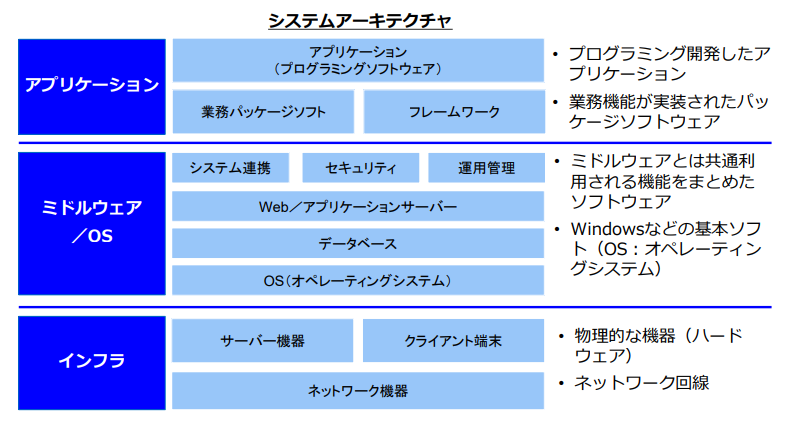 システムアーキテクチャ
アプリケーション
アプリケーション
（プログラミングソフトウェア）
業務パッケージソフト
フレームワーク
• プログラミング開発したア
プリケーション
• 業務機能が実装されたパッ
ケージソフトウェア
ミドルウェア
／OS
システム連携
セキュリティ
運用管理
Web／アプリケーションサーバー
データベース
OS（オペレーティングシステム）
• ミドルウェアとは共通利
用される機能をまとめた
ソフトウェア
• Windowsなどの基本ソフ
ト（OS：オペレーティン
グシステム）
インフラ
サーバー機器
クライアント端末
ネットワーク機器
• 物理的な機器（ハード
ウェア）
• ネットワーク回線